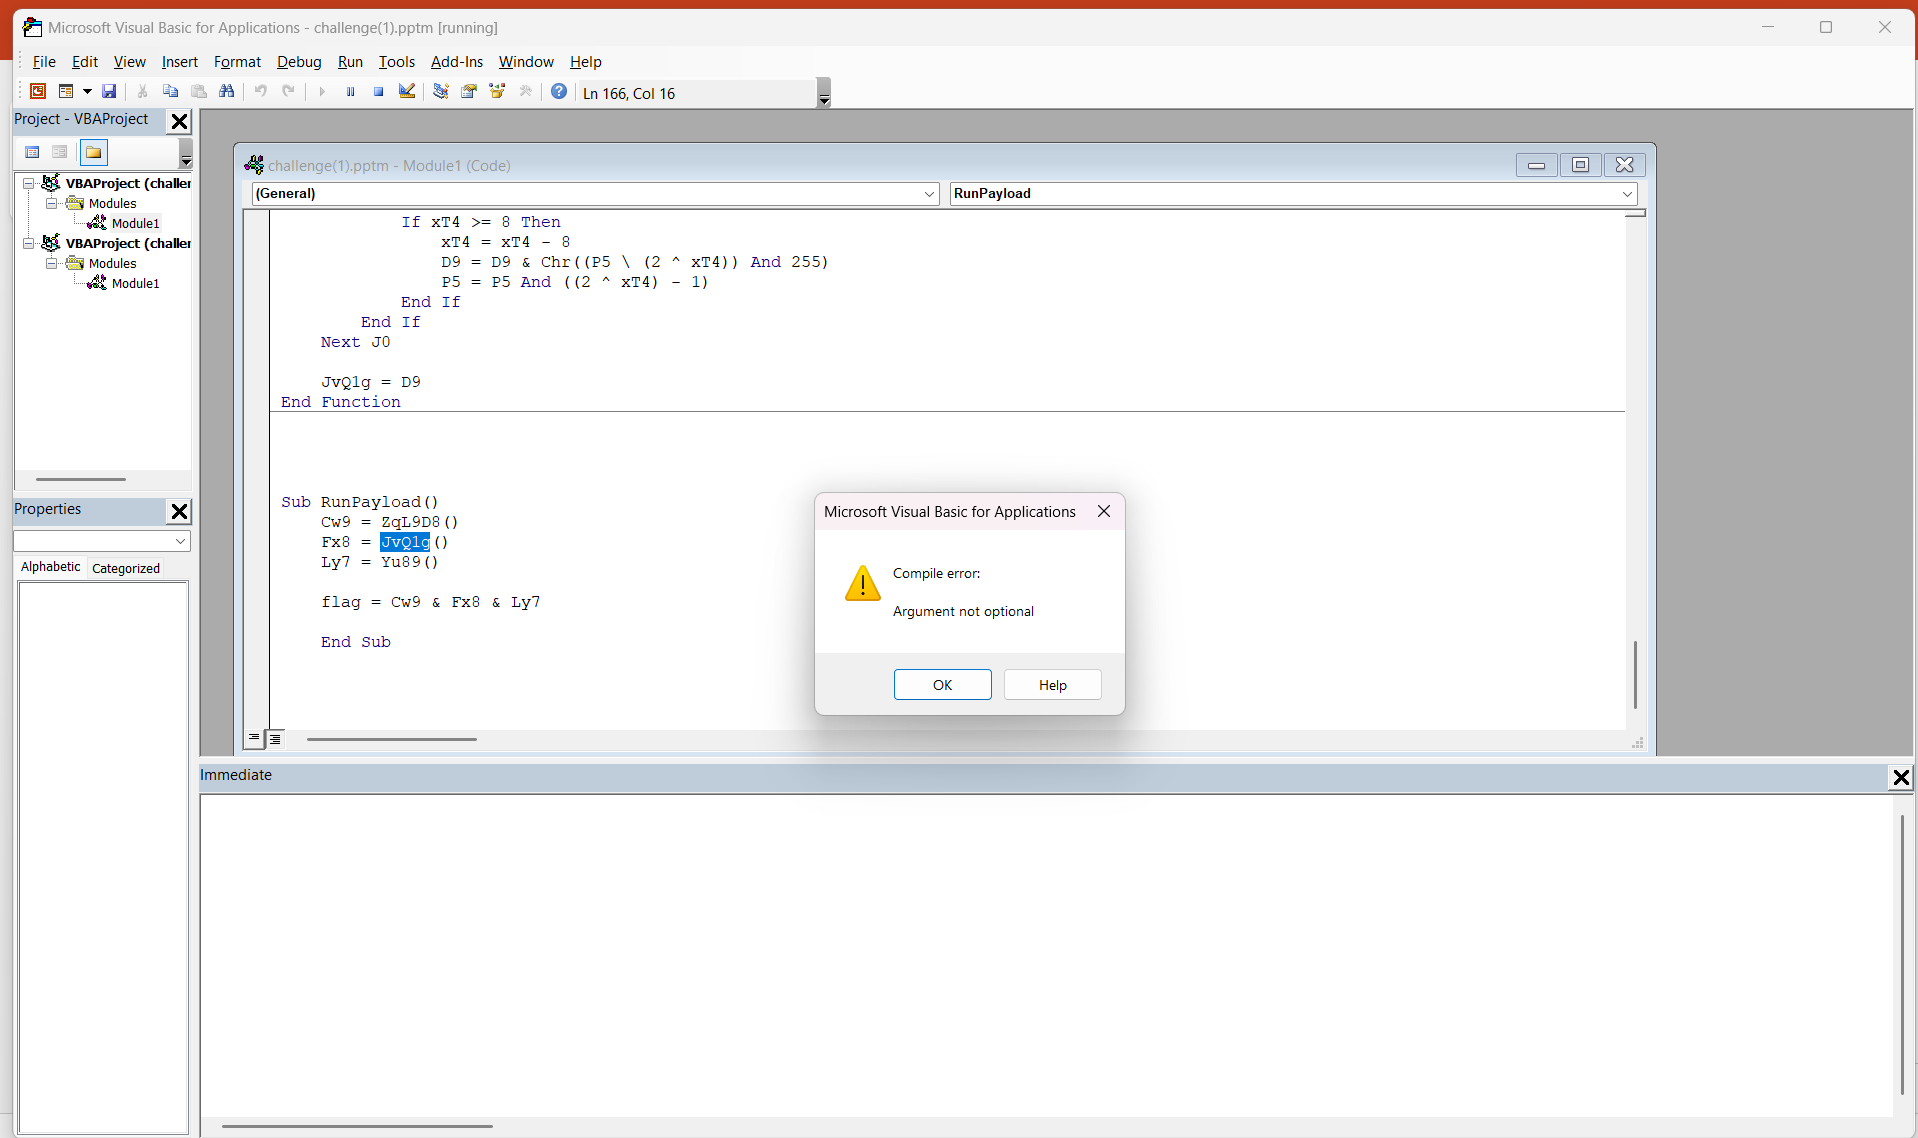 Microsoft Visual Basic for Applications - challenge(1).pptm [running]
File Edit View Insert Format Debug Run Tools Add-Ins Window Help
Ln 166, Col 16
Project - VBAProject
VBAProject (challer
Modules
Module1
VBAProject (challer
Modules
Module1
Properties
Alphabetic Categorized
challenge(1).pptm - Module1 (Code)
(General) RunPayload
If xT4 >= 8 Then
xT4 = xT4 - 8
D9 = D9 & Chr((P5 \ (2 ^ xT4)) And 255)
P5 = P5 And ((2 ^ xT4) - 1)
End If
End If
Next J0
JvQ1g = D9
End Function
Sub RunPayload()
Cw9 = ZqL9D8()
Fx8 = JvQ1g()
Ly7 = Yu89()
flag = Cw9 & Fx8 & Ly7
End Sub
Microsoft Visual Basic for Applications
Compile error:
Argument not optional
OK Help
Immediate